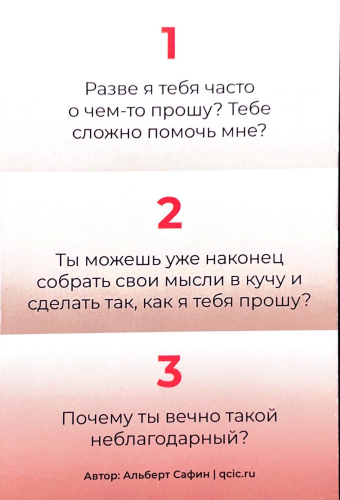 1
Разве я тебя часто
о чем-то прошу? Тебе
сложно помочь мне?
2
Ты можешь уже наконец
собрать свои мысли в кучу и
сделать так, как я тебя прошу?
3
Почему ты вечно такой
неблагодарный?
Автор: Альберт Сафин | qcic.ru